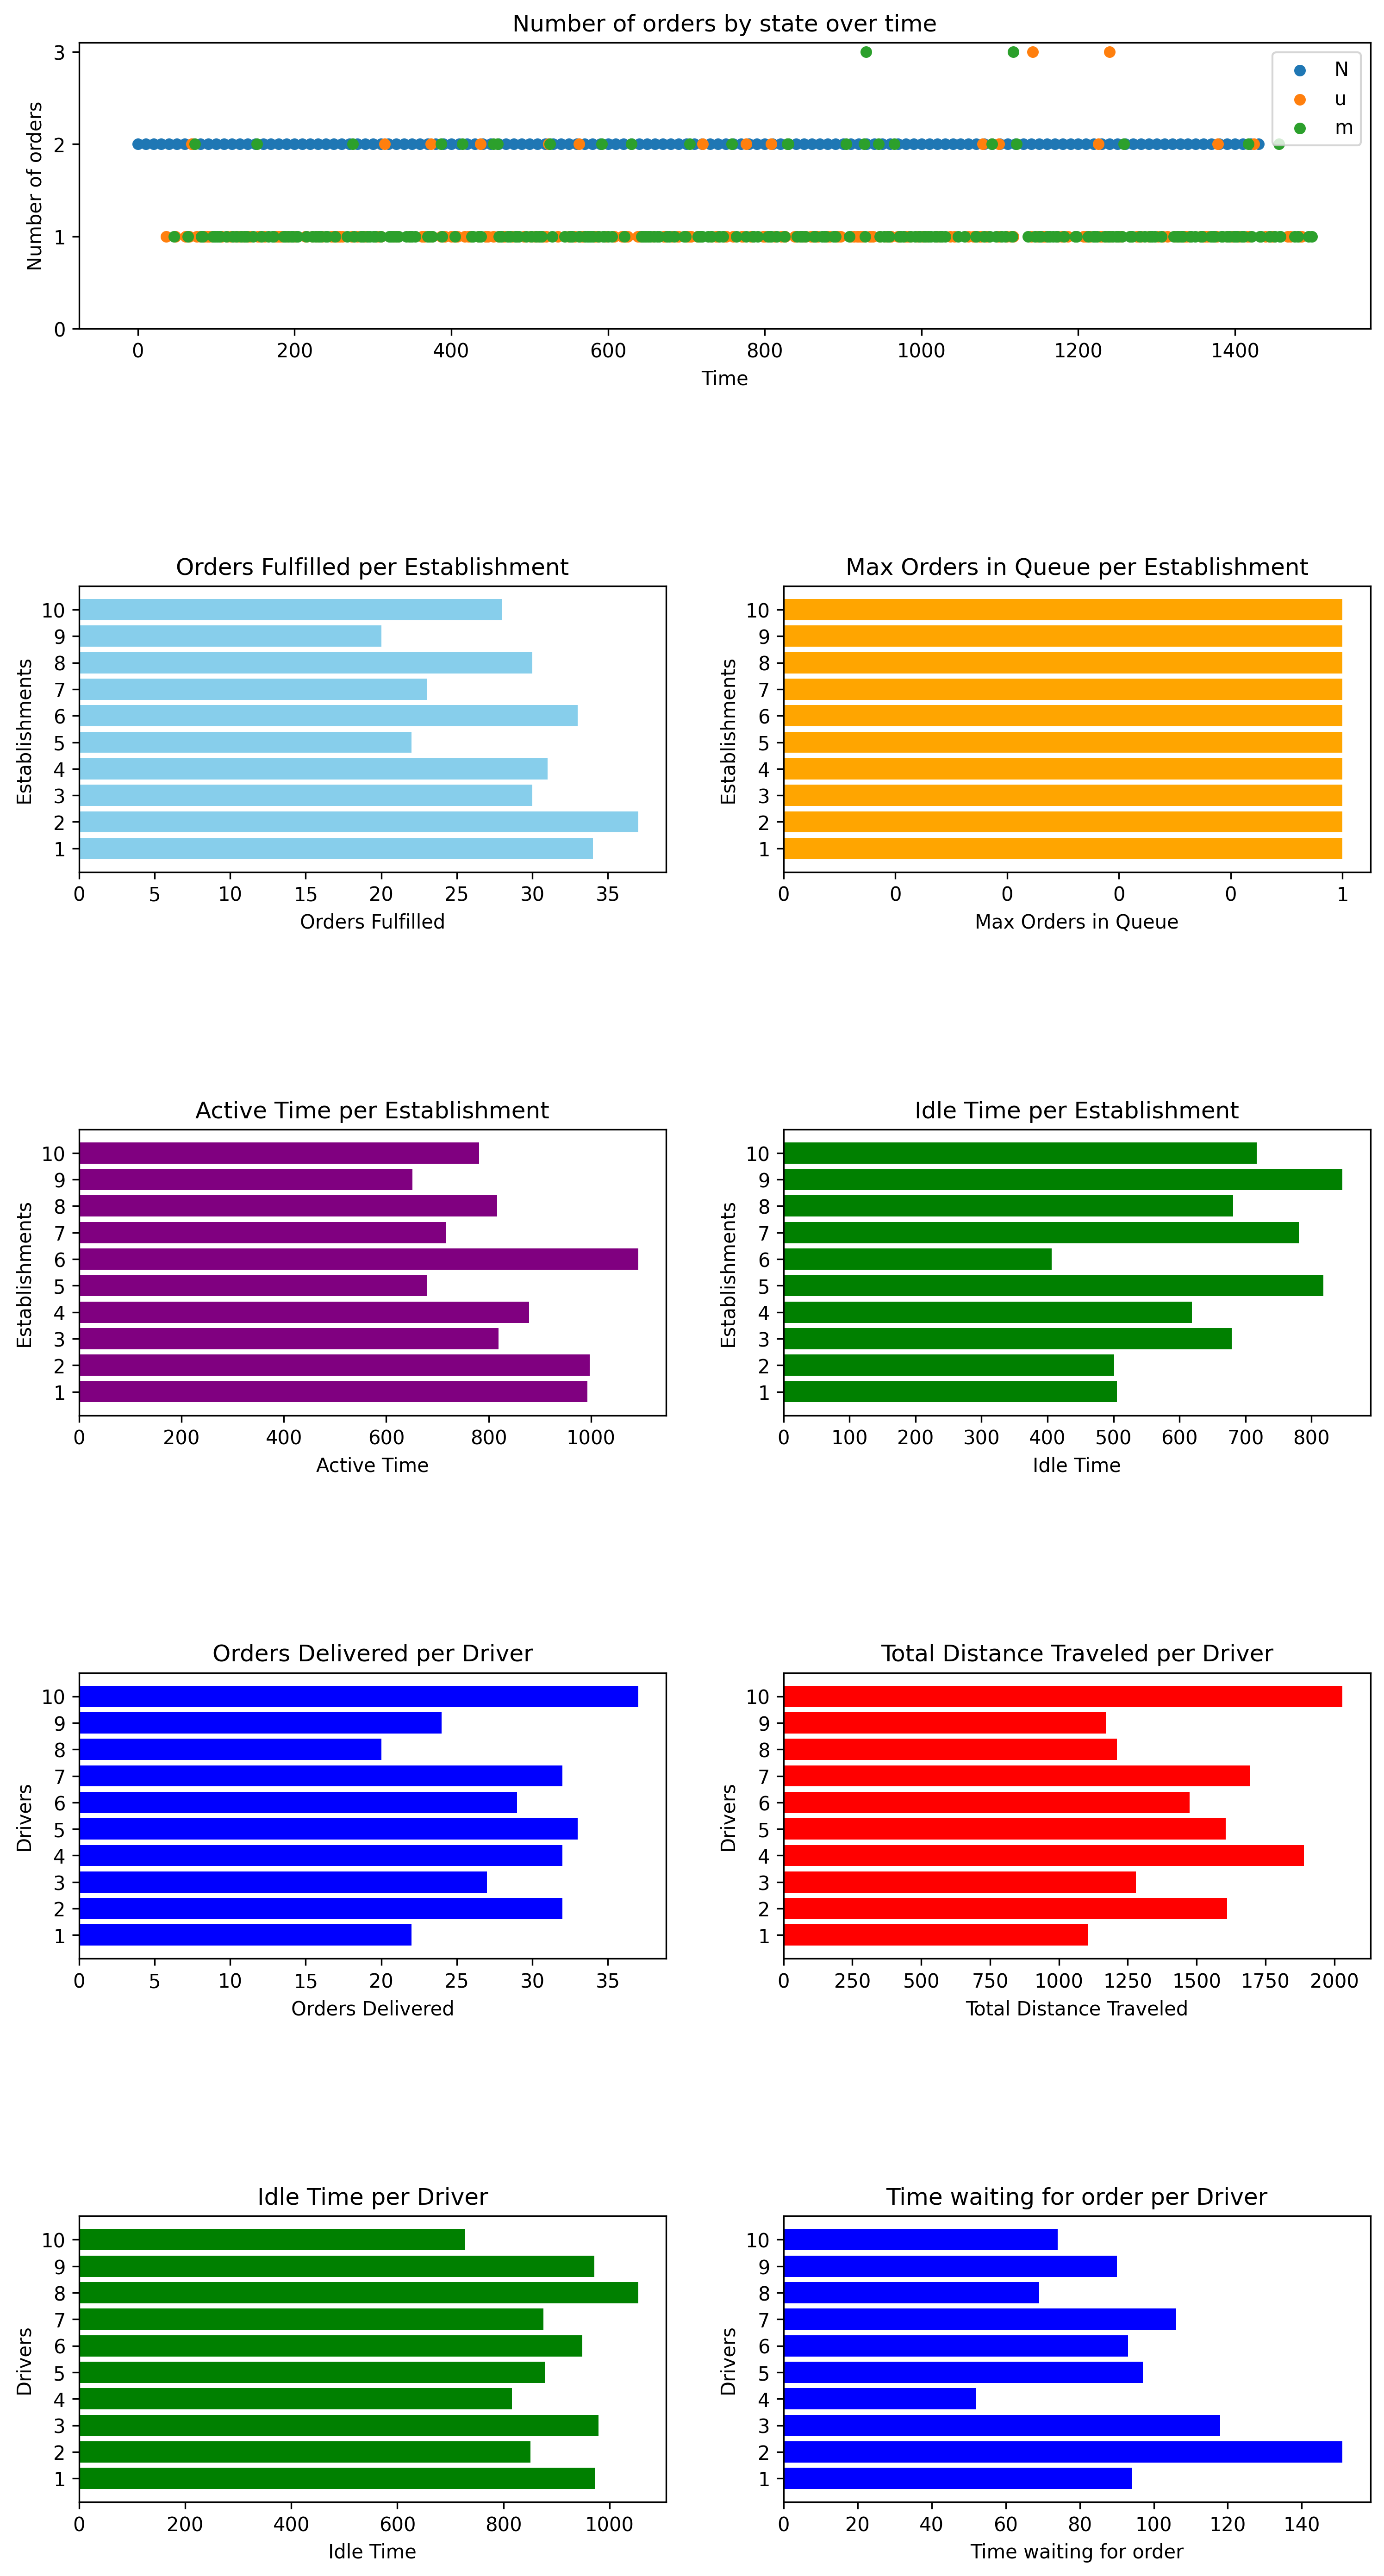 Number of orders by state over time
Number of orders
3
2
1
0
N
u
m
0 200 400 600 800 1000 1200 1400
Time
Orders Fulfilled per Establishment
Establishments
10
9
8
7
6
5
4
3
2
1
0 5 10 15 20 25 30 35
Orders Fulfilled
Max Orders in Queue per Establishment
Establishments
10
9
8
7
6
5
4
3
2
1
0 0 0 0 0 1
Max Orders in Queue
Active Time per Establishment
Establishments
10
9
8
7
6
5
4
3
2
1
0 200 400 600 800 1000
Active Time
Idle Time per Establishment
Establishments
10
9
8
7
6
5
4
3
2
1
0 100 200 300 400 500 600 700 800
Idle Time
Orders Delivered per Driver
Drivers
10
9
8
7
6
5
4
3
2
1
0 5 10 15 20 25 30 35
Orders Delivered
Total Distance Traveled per Driver
Drivers
10
9
8
7
6
5
4
3
2
1
0 250 500 750 1000 1250 1500 1750 2000
Total Distance Traveled
Idle Time per Driver
Drivers
10
9
8
7
6
5
4
3
2
1
0 200 400 600 800 1000
Idle Time
Time waiting for order per Driver
Drivers
10
9
8
7
6
5
4
3
2
1
0 20 40 60 80 100 120 140
Time waiting for order